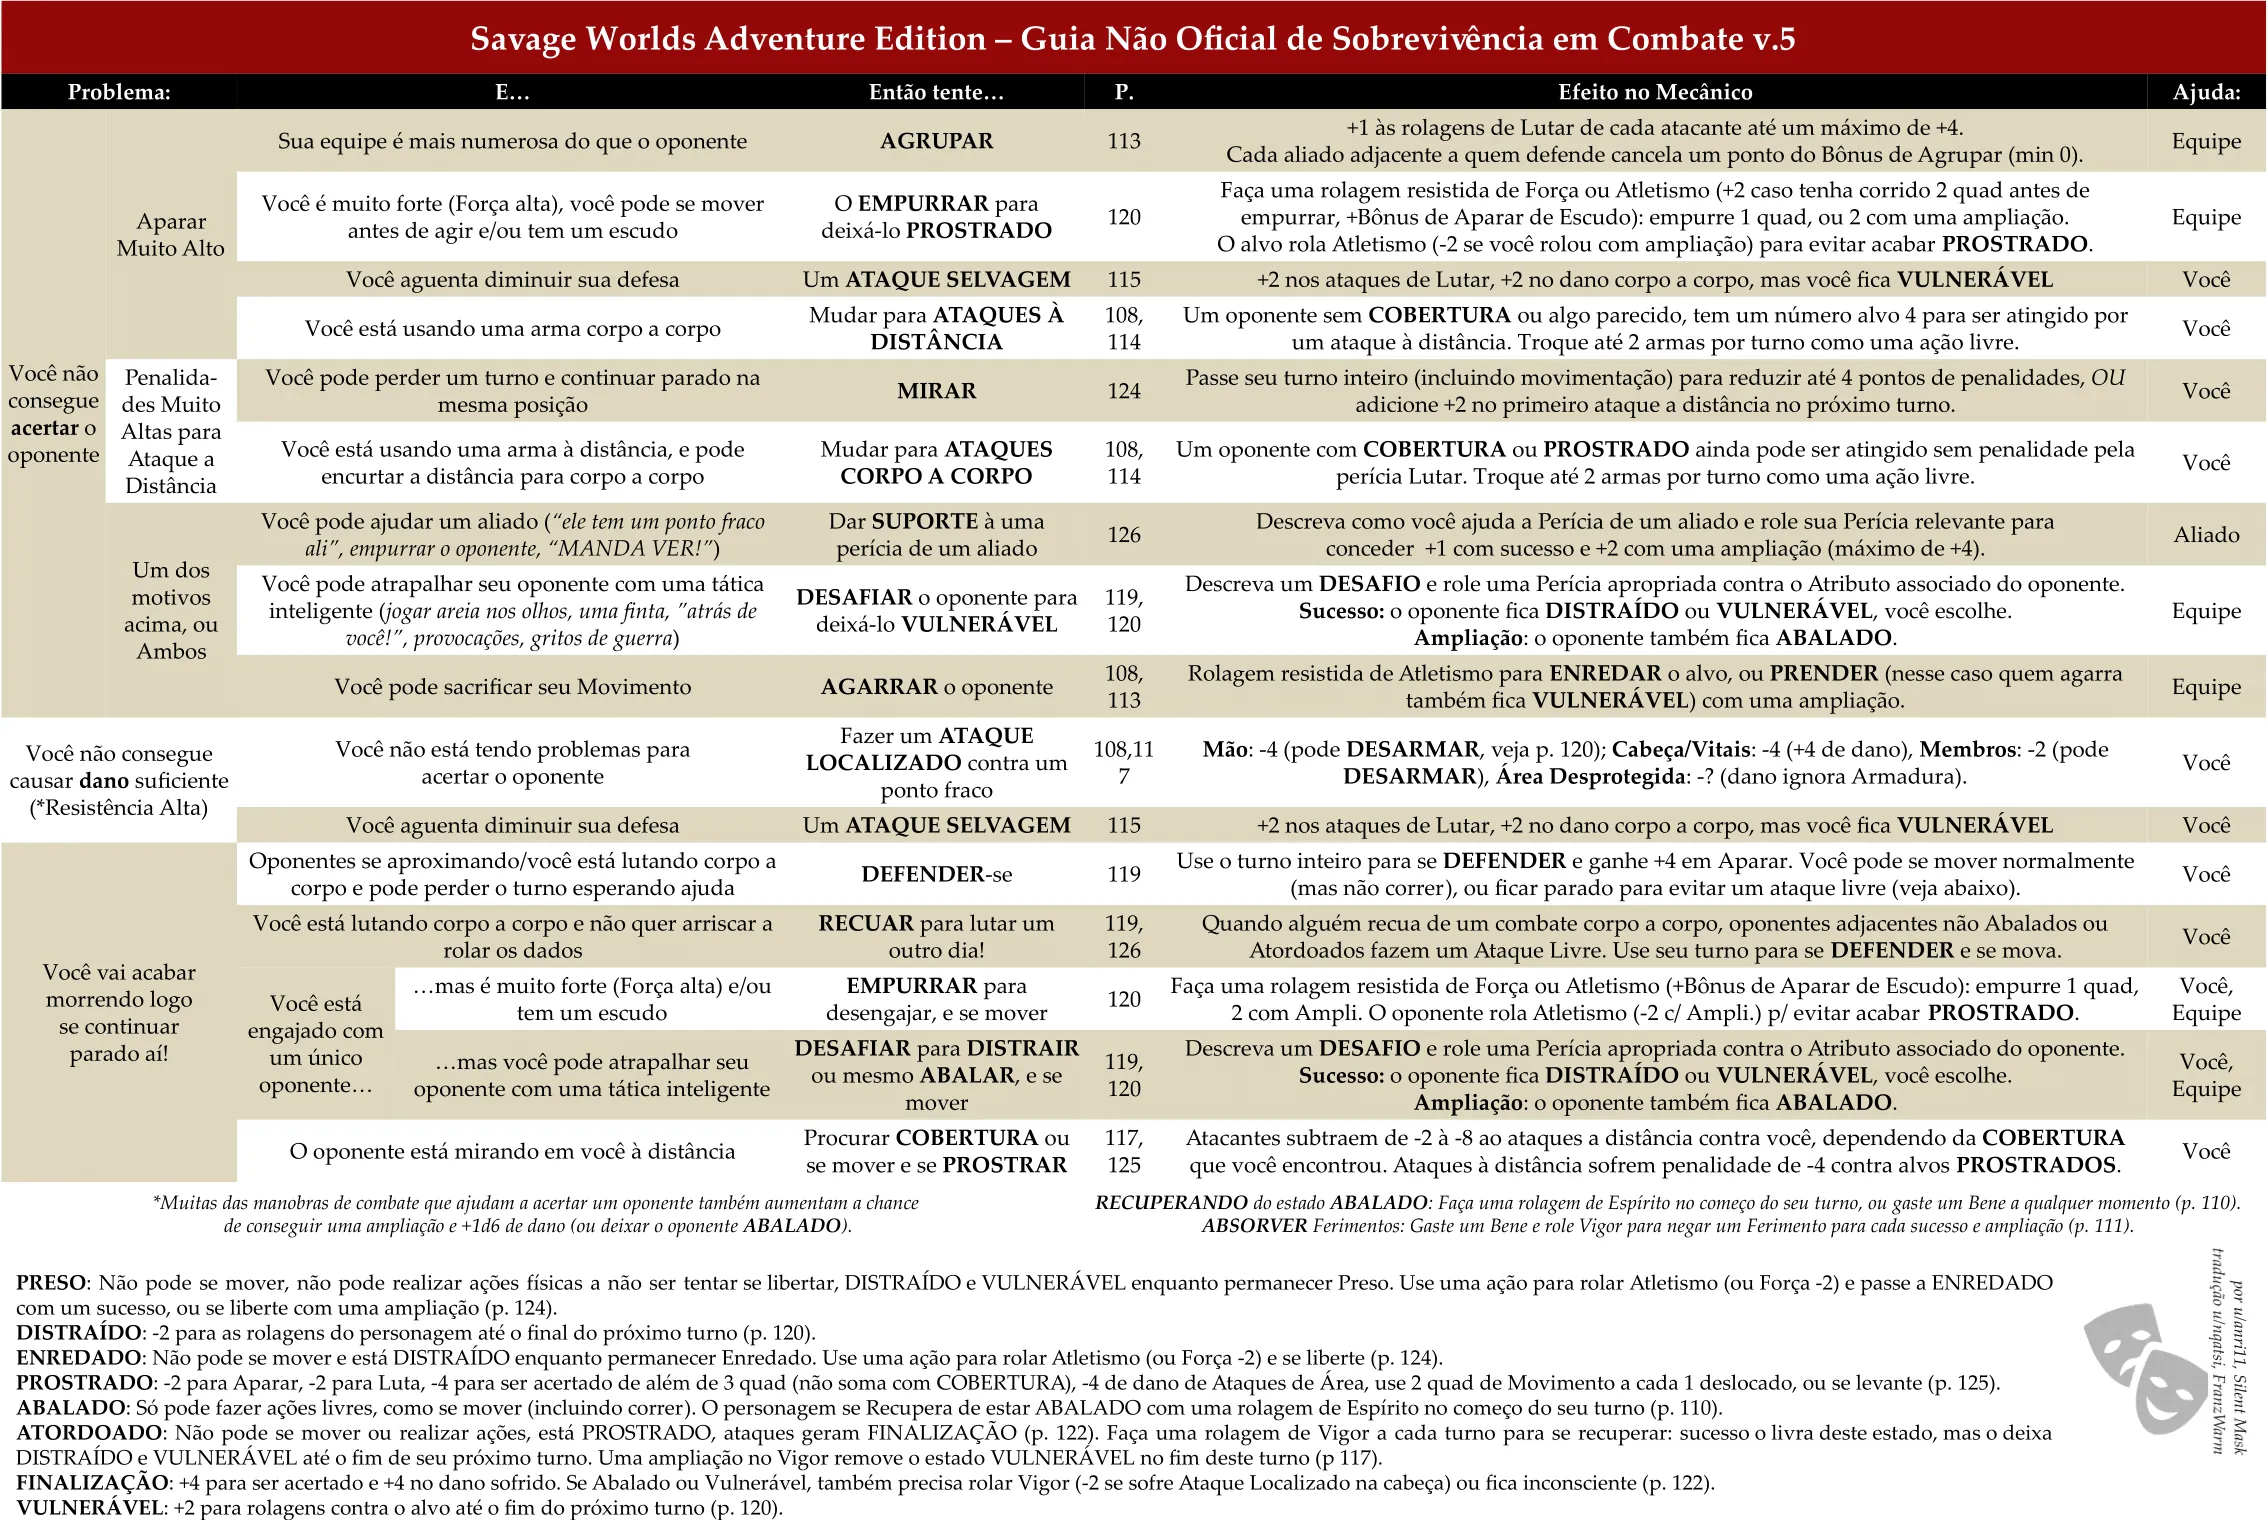 Savage Worlds Adventure Edition – Guia Não Oficial de Sobrevivência em Combate v.5
Problema: E… Então tente… P. Efeito no Mecânico Ajuda:
Você não
consegue
acertar o
oponente
Aparar
Muito Alto
Sua equipe é mais numerosa do que o oponente
AGRUPAR
113
+1 às rolagens de Lutar de cada atacante até um máximo de +4.
Cada aliado adjacente a quem defende cancela um ponto do Bônus de Agrupar (min 0).
Equipe
Você é muito forte (Força alta), você pode se mover
antes de agir e/ou tem um escudo
O EMPURRAR para
deixá-lo PROSTRADO
120
Faça uma rolagem resistida de Força ou Atletismo (+2 caso tenha corrido 2 quad antes de
empurrar, +Bônus de Aparar de Escudo): empurre 1 quad, ou 2 com uma ampliação.
O alvo rola Atletismo (-2 se você rolou com ampliação) para evitar acabar PROSTRADO.
Equipe
Você aguenta diminuir sua defesa
Um ATAQUE SELVAGEM
115
+2 nos ataques de Lutar, +2 no dano corpo a corpo, mas você fica VULNERÁVEL
Você
Você está usando uma arma corpo a corpo
Mudar para ATAQUES À
DISTÂNCIA
108,
114
Um oponente sem COBERTURA ou algo parecido, tem um número alvo 4 para ser atingido por
um ataque à distância. Troque até 2 armas por turno como uma ação livre.
Você
Penalida-
des Muito
Altas para
Ataque a
Distância
Você pode perder um turno e continuar parado na
mesma posição
MIRAR
124
Passe seu turno inteiro (incluindo movimentação) para reduzir até 4 pontos de penalidades, OU
adicione +2 no primeiro ataque a distância no próximo turno.
Você
Você está usando uma arma à distância, e pode
encurtar a distância para corpo a corpo
Mudar para ATAQUES
CORPO A CORPO
108,
114
Um oponente com COBERTURA ou PROSTRADO ainda pode ser atingido sem penalidade pela
perícia Lutar. Troque até 2 armas por turno como uma ação livre.
Você
Um dos
motivos
acima, ou
Ambos
Você pode ajudar um aliado (“ele tem um ponto fraco
ali”, empurrar o oponente, “MANDA VER!”)
Dar SUPORTE à uma
perícia de um aliado
126
Descreva como você ajuda a Perícia de um aliado e role sua Perícia relevante para
conceder +1 com sucesso e +2 com uma ampliação (máximo de +4).
Aliado
Você pode atrapalhar seu oponente com uma tática
inteligente (jogar areia nos olhos, uma finta, ”atrás de
você!”, provocações, gritos de guerra)
DESAFIAR o oponente para
deixá-lo VULNERÁVEL
119,
120
Descreva um DESAFIO e role uma Perícia apropriada contra o Atributo associado do oponente.
Sucesso: o oponente fica DISTRAÍDO ou VULNERÁVEL, você escolhe.
Ampliação: o oponente também fica ABALADO.
Equipe
Você pode sacrificar seu Movimento
AGARRAR o oponente
108,
113
Rolagem resistida de Atletismo para ENREDAR o alvo, ou PRENDER (nesse caso quem agarra
também fica VULNERÁVEL) com uma ampliação.
Equipe
Você não consegue
causar dano suficiente
(*Resistência Alta)
Você não está tendo problemas para
acertar o oponente
Fazer um ATAQUE
LOCALIZADO contra um
ponto fraco
108,11
7
Mão: -4 (pode DESARMAR, veja p. 120); Cabeça/Vitais: -4 (+4 de dano), Membros: -2 (pode
DESARMAR), Área Desprotegida: -? (dano ignora Armadura).
Você
Você aguenta diminuir sua defesa
Um ATAQUE SELVAGEM
115
+2 nos ataques de Lutar, +2 no dano corpo a corpo, mas você fica VULNERÁVEL
Você
Você vai acabar
morrendo logo
se continuar
parado aí!
Oponentes se aproximando/você está lutando corpo a
corpo e pode perder o turno esperando ajuda
DEFENDER-se
119
Use o turno inteiro para se DEFENDER e ganhe +4 em Aparar. Você pode se mover normalmente
(mas não correr), ou ficar parado para evitar um ataque livre (veja abaixo).
Você
Você está lutando corpo a corpo e não quer arriscar a
rolar os dados
RECUAR para lutar um
outro dia!
119,
126
Quando alguém recua de um combate corpo a corpo, oponentes adjacentes não Abalados ou
Atordoados fazem um Ataque Livre. Use seu turno para se DEFENDER e se mova.
Você
Você está
engajado com
um único
oponente…
…mas é muito forte (Força alta) e/ou
tem um escudo
EMPURRAR para
desengajar, e se mover
120
Faça uma rolagem resistida de Força ou Atletismo (+Bônus de Aparar de Escudo): empurre 1 quad,
2 com Ampli. O oponente rola Atletismo (-2 c/ Ampli.) p/ evitar acabar PROSTRADO.
Você,
Equipe
…mas você pode atrapalhar seu
oponente com uma tática inteligente
DESAFIAR para DISTRAIR
ou mesmo ABALAR, e se
mover
119,
120
Descreva um DESAFIO e role uma Perícia apropriada contra o Atributo associado do oponente.
Sucesso: o oponente fica DISTRAÍDO ou VULNERÁVEL, você escolhe.
Ampliação: o oponente também fica ABALADO.
Você,
Equipe
O oponente está mirando em você à distância
Procurar COBERTURA ou
se mover e se PROSTRAR
117,
125
Atacantes subtraem de -2 à -8 ao ataques a distância contra você, dependendo da COBERTURA
que você encontrou. Ataques à distância sofrem penalidade de -4 contra alvos PROSTRADOS.
Você
*Muitas das manobras de combate que ajudam a acertar um oponente também aumentam a chance
de conseguir uma ampliação e +1d6 de dano (ou deixar o oponente ABALADO).
RECUPERANDO do estado ABALADO: Faça uma rolagem de Espírito no começo do seu turno, ou gaste um Bene a qualquer momento (p. 110).
ABSORVER Ferimentos: Gaste um Bene e role Vigor para negar um Ferimento para cada sucesso e ampliação (p. 111).
PRESO: Não pode se mover, não pode realizar ações físicas a não ser tentar se libertar, DISTRAÍDO e VULNERÁVEL enquanto permanecer Preso. Use uma ação para rolar Atletismo (ou Força -2) e passe a ENREDADO
com um sucesso, ou se liberte com uma ampliação (p. 124).
DISTRAÍDO: -2 para as rolagens do personagem até o final do próximo turno (p. 120).
ENREDADO: Não pode se mover e está DISTRAÍDO enquanto permanecer Enredado. Use uma ação para rolar Atletismo (ou Força -2) e se liberte (p. 124).
PROSTRADO: -2 para Aparar, -2 para Luta, -4 para ser acertado de além de 3 quad (não soma com COBERTURA), -4 de dano de Ataques de Área, use 2 quad de Movimento a cada 1 deslocado, ou se levante (p. 125).
ABALADO: Só pode fazer ações livres, como se mover (incluindo correr). O personagem se Recupera de estar ABALADO com uma rolagem de Espírito no começo do seu turno (p. 110).
ATORDOADO: Não pode se mover ou realizar ações, está PROSTRADO, ataques geram FINALIZAÇÃO (p. 122). Faça uma rolagem de Vigor a cada turno para se recuperar: sucesso o livra deste estado, mas o deixa
DISTRAÍDO e VULNERÁVEL até o fim de seu próximo turno. Uma ampliação no Vigor remove o estado VULNERÁVEL no fim deste turno (p 117).
FINALIZAÇÃO: +4 para ser acertado e +4 no dano sofrido. Se Abalado ou Vulnerável, também precisa rolar Vigor (-2 se sofre Ataque Localizado na cabeça) ou fica inconsciente (p. 122).
VULNERÁVEL: +2 para rolagens contra o alvo até o fim do próximo turno (p. 120).
por u/anri11, Silent Mask
tradução u/nqatsi, FranzWarm